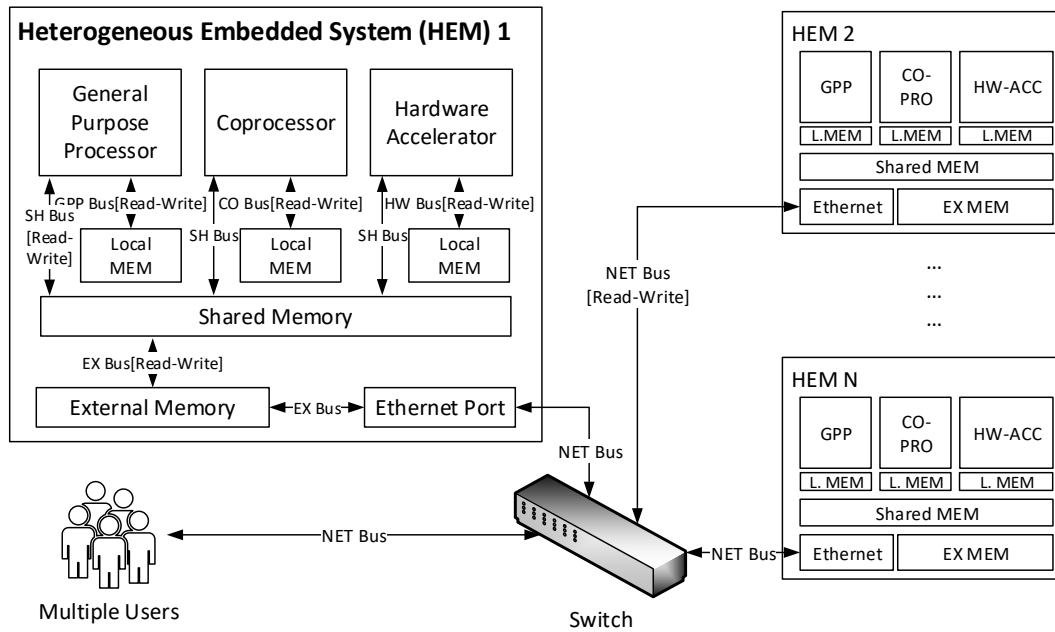 Heterogeneous Embedded System (HEM) 1
General
Purpose
Processor
Coprocessor
Hardware
Accelerator
GPP Bus[Read-Write]
CO Bus[Read-Write]
HW Bus[Read-Write]
SH Bus
[Read-
Write]
SH Bus
SH Bus
Local
MEM
Local
MEM
Local
MEM
Shared Memory
EX Bus[Read-Write]
External Memory
EX Bus
Ethernet Port
NET Bus
Multiple Users
NET Bus
Switch
NET Bus
[Read-Write]
NET Bus
HEM 2
GPP
CO-
PRO
HW-ACC
L.MEM
L.MEM
L.MEM
Shared MEM
Ethernet
EX MEM
...
...
...
HEM N
GPP
CO-
PRO
HW-ACC
L. MEM
L. MEM
L. MEM
Shared MEM
Ethernet
EX MEM